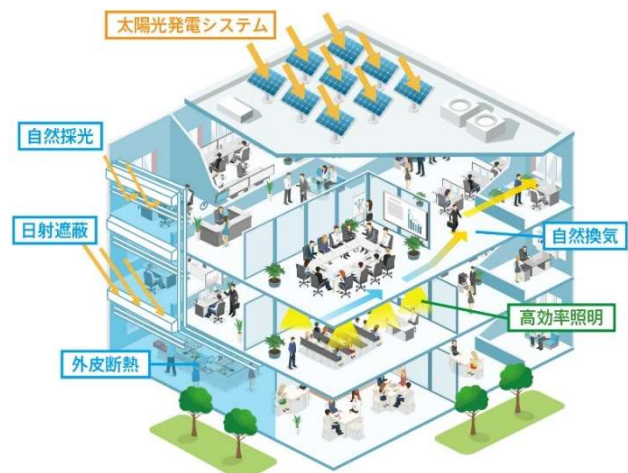 太陽光発電システム
自然採光
日射遮蔽
自然換気
高効率照明
外皮断熱